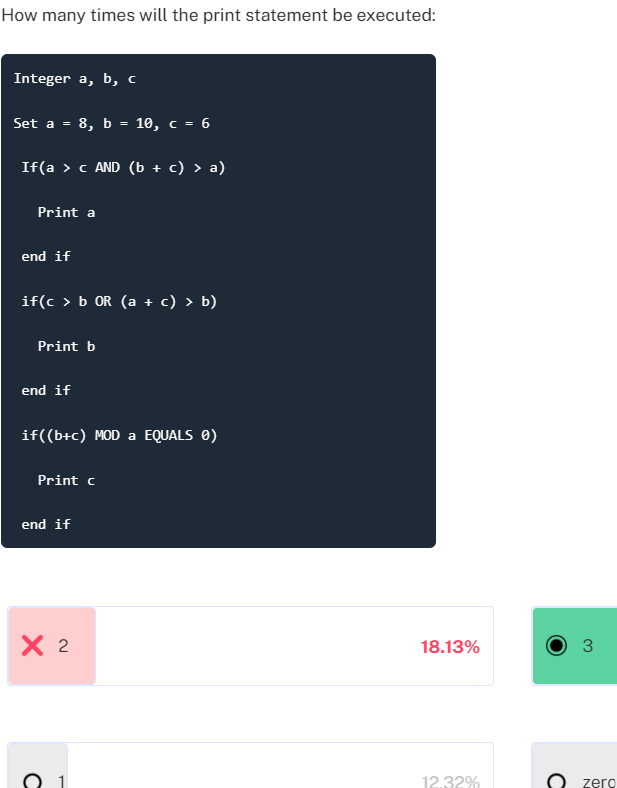 How many times will the print statement be executed:
Integer a, b, c
Set a = 8, b = 10, c = 6
If(a > c AND (b + c) > a)
Print a
end if
if(c > b OR (a + c) > b)
Print b
end if
if((b+c) MOD a EQUALS 0)
Print c
end if
2 18.13% 3
1 12.32% zero